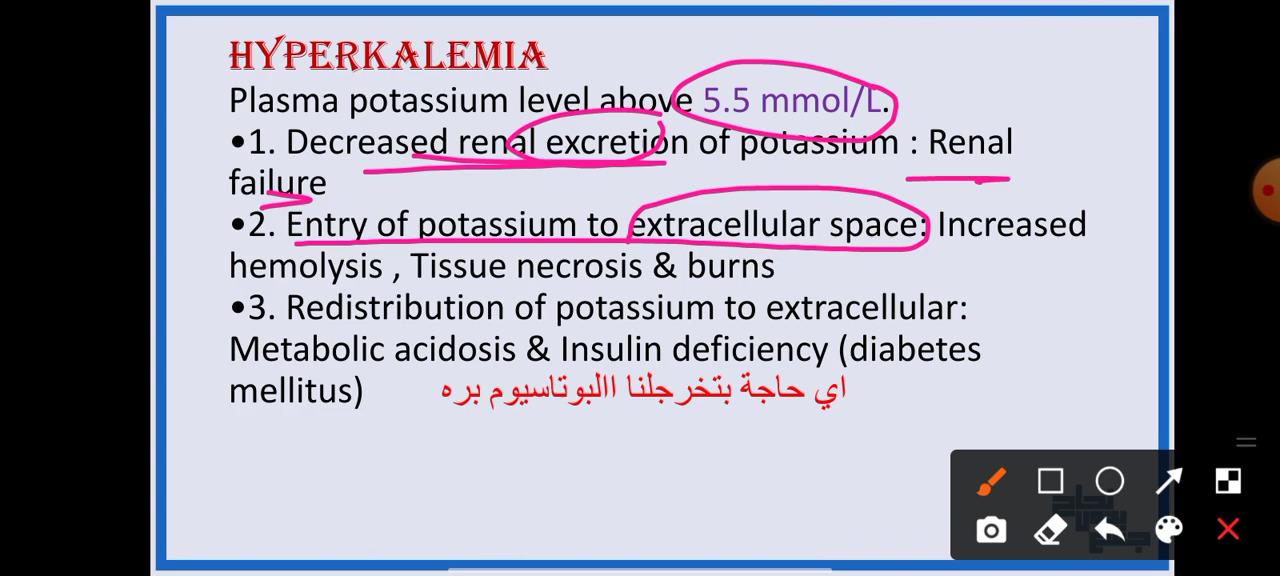 HYPERKALEMIA
Plasma potassium level above 5.5 mmol/L.
•1. Decreased renal excretion of potassium : Renal
failure
•2. Entry of potassium to extracellular space: Increased
hemolysis , Tissue necrosis & burns
•3. Redistribution of potassium to extracellular:
Metabolic acidosis & Insulin deficiency (diabetes
mellitus) اي حاجة بتخرجلنا االبوتاسيوم بره